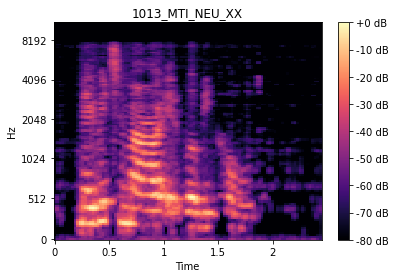 1013_MTI_NEU_XX
+0 dB
8192
-10 dB
4096
-20 dB
-30 dB
2048
Hz
-40 dB
1024
-50 dB
512
-60 dB
-70 dB
0
-80 dB
0 0.5 1 1.5 2
Time